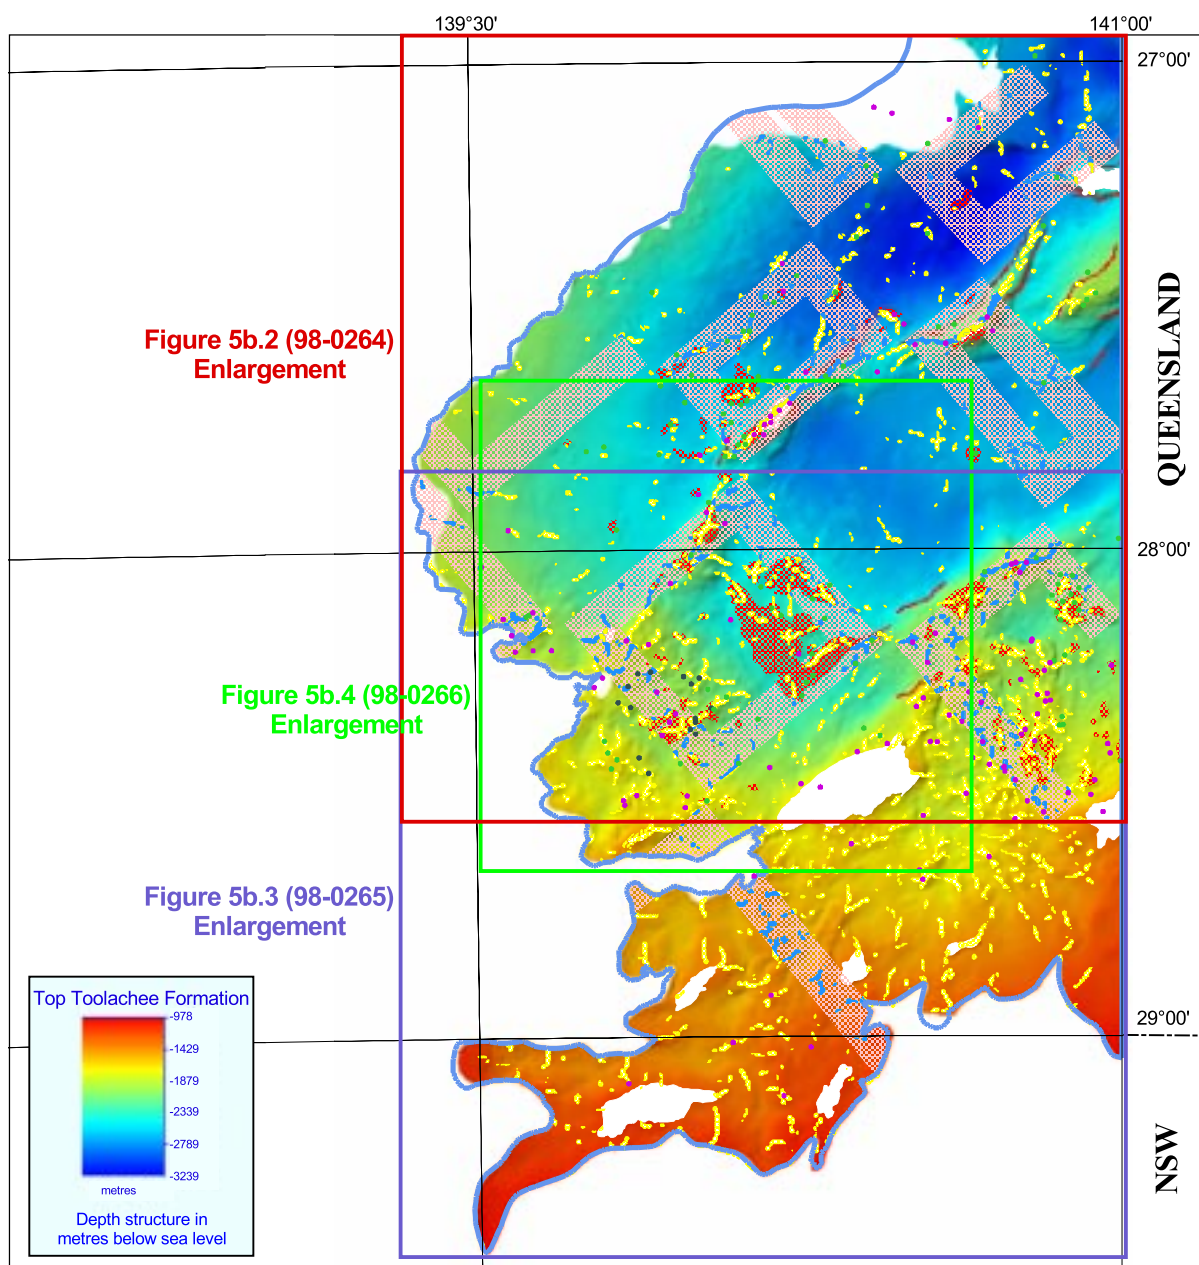 139°30'
141°00'
27°00'
QUEENSLAND
Figure 5b.2 (98-0264)
Enlargement
28°00'
Figure 5b.4 (98-0266)
Enlargement
Figure 5b.3 (98-0265)
Enlargement
29°00'
NSW
Top Toolachee Formation
-978
-1429
-1879
-2339
-2789
-3239
metres
Depth structure in
metres below sea level